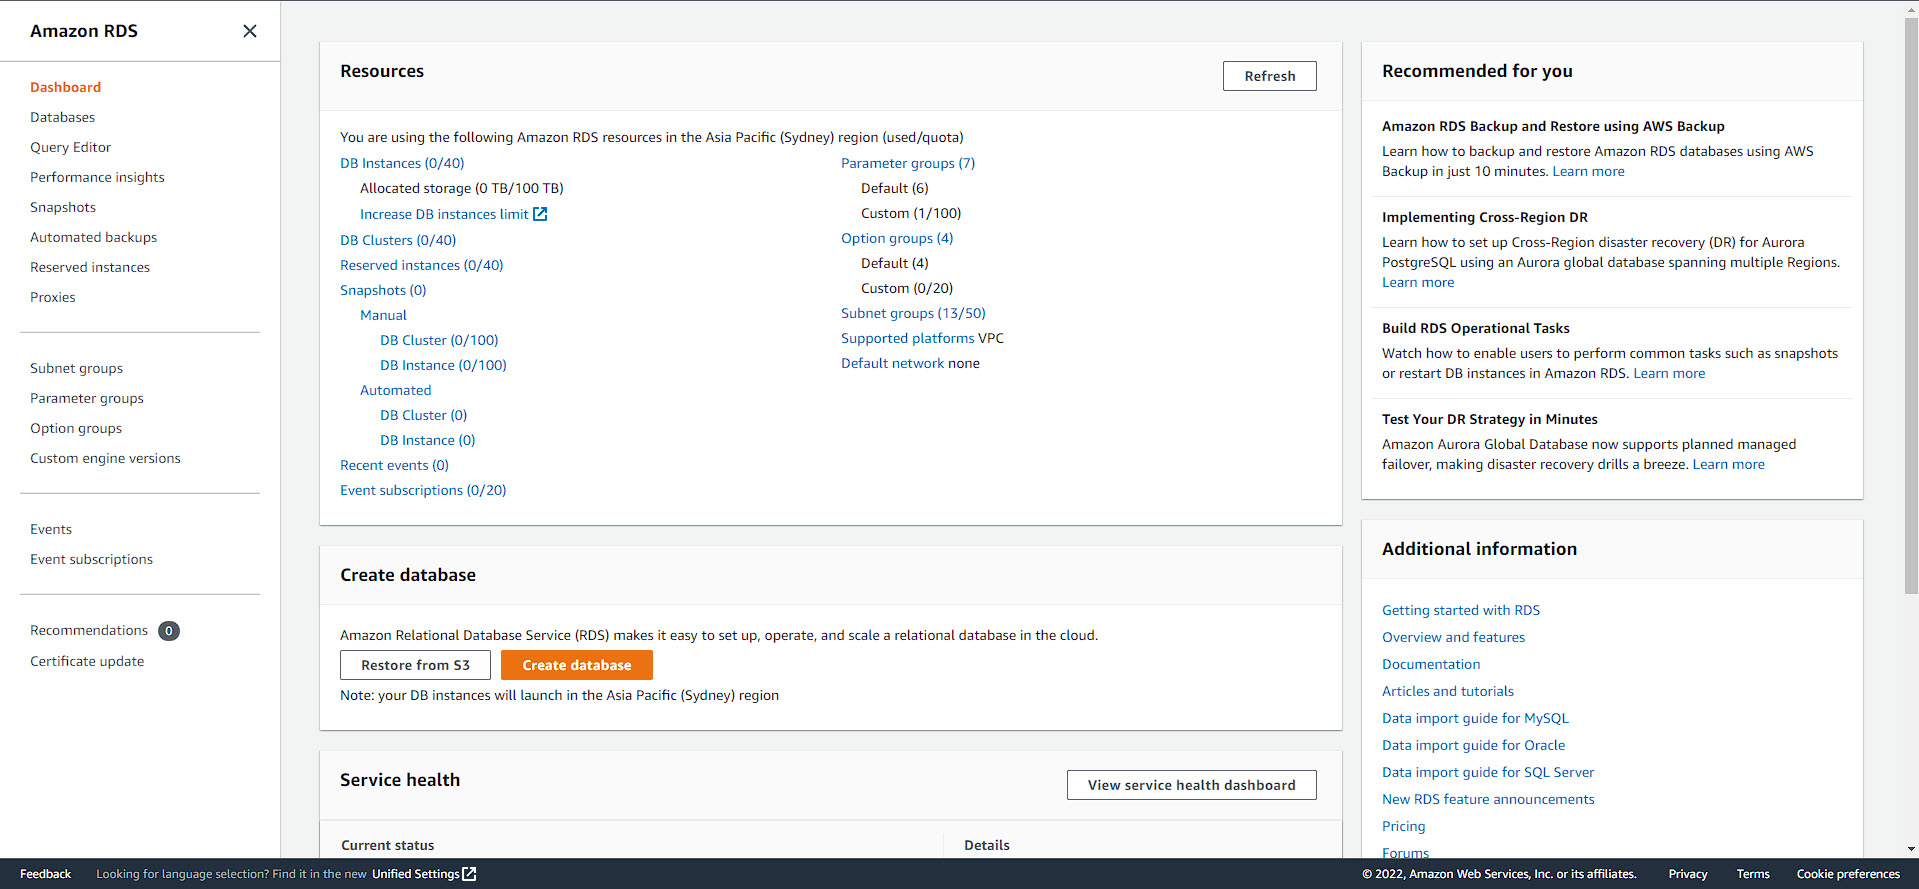 Amazon RDS
Dashboard
Databases
Query Editor
Performance insights
Snapshots
Automated backups
Reserved instances
Proxies
Subnet groups
Parameter groups
Option groups
Custom engine versions
Events
Event subscriptions
Recommendations 0
Certificate update
Resources
Refresh
You are using the following Amazon RDS resources in the Asia Pacific (Sydney) region (used/quota)
DB Instances (0/40)
Allocated storage (0 TB/100 TB)
Increase DB instances limit
DB Clusters (0/40)
Reserved instances (0/40)
Snapshots (0)
Manual
DB Cluster (0/100)
DB Instance (0/100)
Automated
DB Cluster (0)
DB Instance (0)
Recent events (0)
Event subscriptions (0/20)
Parameter groups (7)
Default (6)
Custom (1/100)
Option groups (4)
Default (4)
Custom (0/20)
Subnet groups (13/50)
Supported platforms VPC
Default network none
Create database
Amazon Relational Database Service (RDS) makes it easy to set up, operate, and scale a relational database in the cloud.
Restore from S3
Create database
Note: your DB instances will launch in the Asia Pacific (Sydney) region
Service health
View service health dashboard
Current status
Details
Recommended for you
Amazon RDS Backup and Restore using AWS Backup
Learn how to backup and restore Amazon RDS databases using AWS
Backup in just 10 minutes. Learn more
Implementing Cross-Region DR
Learn how to set up Cross-Region disaster recovery (DR) for Aurora
PostgreSQL using an Aurora global database spanning multiple Regions.
Learn more
Build RDS Operational Tasks
Watch how to enable users to perform common tasks such as snapshots
or restart DB instances in Amazon RDS. Learn more
Test Your DR Strategy in Minutes
Amazon Aurora Global Database now supports planned managed
failover, making disaster recovery drills a breeze. Learn more
Additional information
Getting started with RDS
Overview and features
Documentation
Articles and tutorials
Data import guide for MySQL
Data import guide for Oracle
Data import guide for SQL Server
New RDS feature announcements
Pricing
Forums
Feedback
Looking for language selection? Find it in the new Unified Settings
© 2022, Amazon Web Services, Inc. or its affiliates.
Privacy
Terms
Cookie preferences